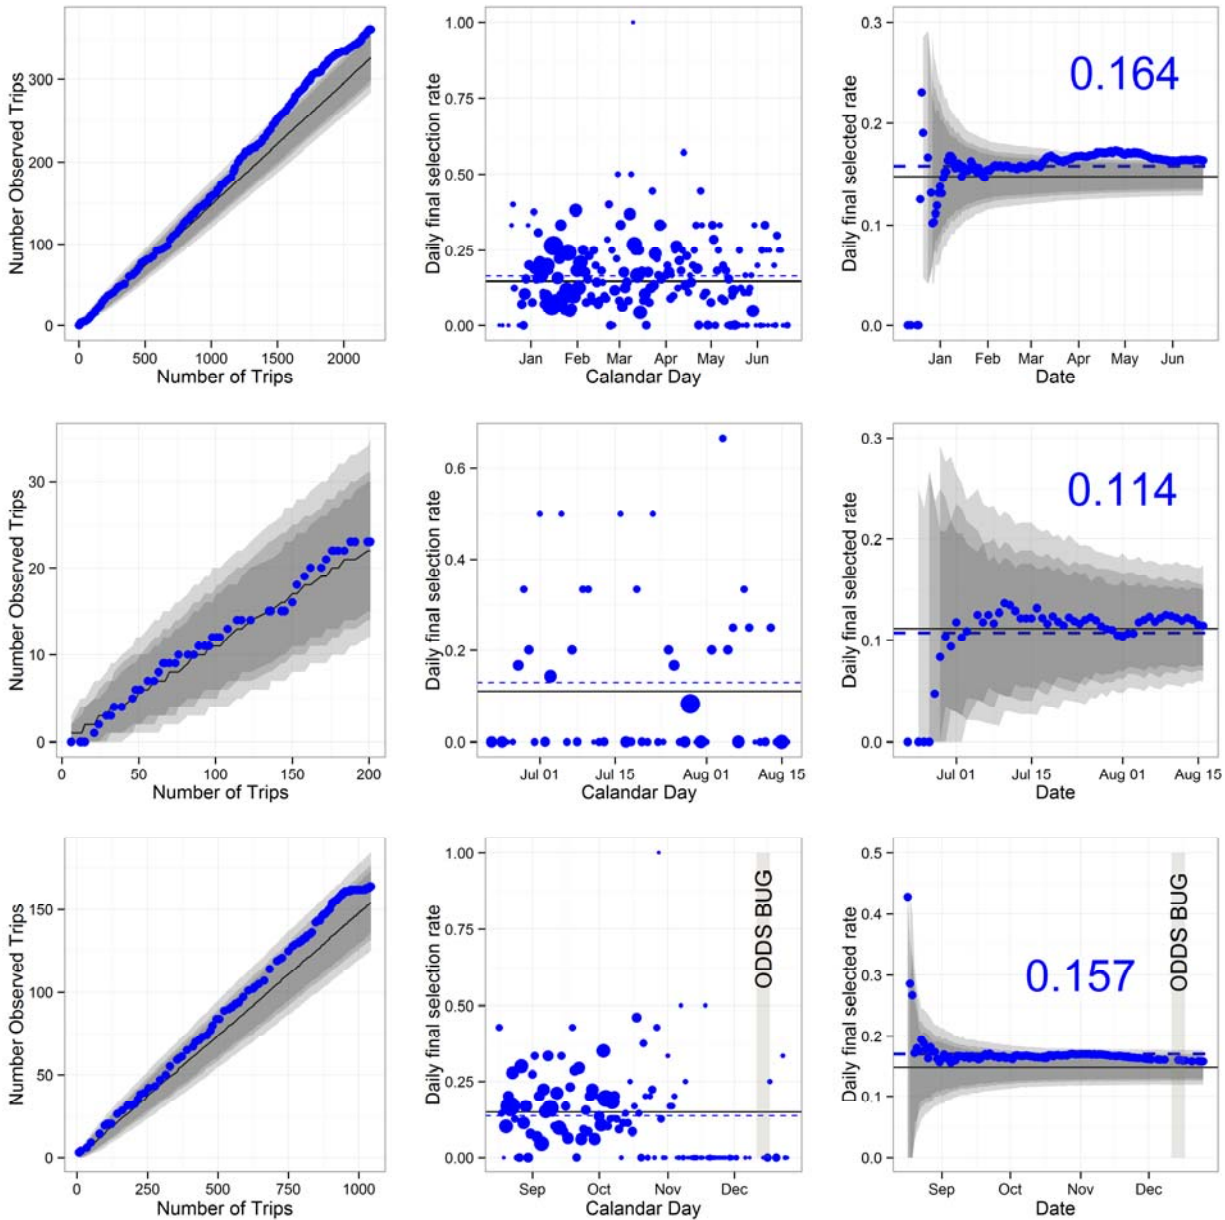 Number Observed Trips
300
200
100
0
0 500 1000 1500 2000
Number of Trips
Daily final selection rate
1.00
0.75
0.50
0.25
0.00
Jan Feb Mar Apr May Jun
Calandar Day
Daily final selected rate
0.3
0.2
0.1
0.0
0.164
Jan Feb Mar Apr May Jun
Date
Number Observed Trips
30
20
10
0
0 50 100 150 200
Number of Trips
Daily final selection rate
0.6
0.4
0.2
0.0
Jul 01 Jul 15 Aug 01 Aug 15
Calandar Day
Daily final selected rate
0.3
0.2
0.1
0.0
0.114
Jul 01 Jul 15 Aug 01 Aug 15
Date
Number Observed Trips
150
100
50
0
0 250 500 750 1000
Number of Trips
Daily final selection rate
1.00
0.75
0.50
0.25
0.00
ODDS BUG
Sep Oct Nov Dec
Calandar Day
Daily final selected rate
0.5
0.4
0.3
0.2
0.1
0.157
ODDS BUG
Sep Oct Nov Dec
Date